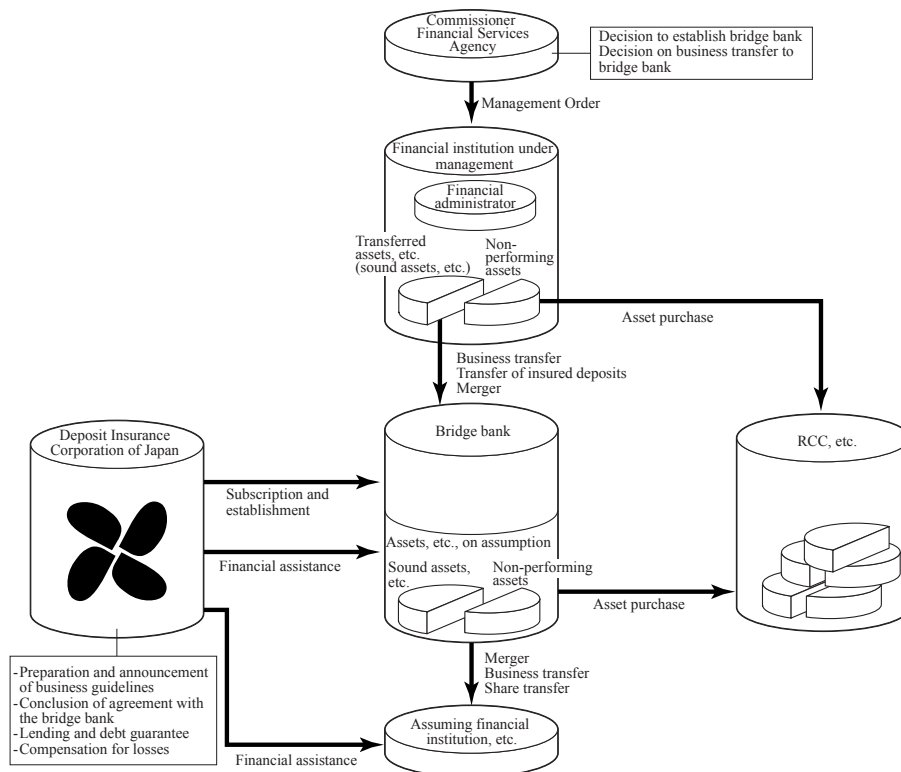 Commissioner
Financial Services
Agency
Decision to establish bridge bank
Decision on business transfer to
bridge bank
Management Order
Financial institution under
management
Financial
administrator
Transferred
assets, etc.
(sound assets, etc.)
Non-
performing
assets
Asset purchase
Business transfer
Transfer of insured deposits
Merger
Deposit Insurance
Corporation of Japan
Bridge bank
RCC, etc.
Subscription and
establishment
Assets, etc., on assumption
Financial assistance
Sound assets,
etc.
Non-performing
assets
Asset purchase
-Preparation and announcement
of business guidelines
-Conclusion of agreement with
the bridge bank
-Lending and debt guarantee
-Compensation for losses
Merger
Business transfer
Share transfer
Assuming financial
institution, etc.
Financial assistance